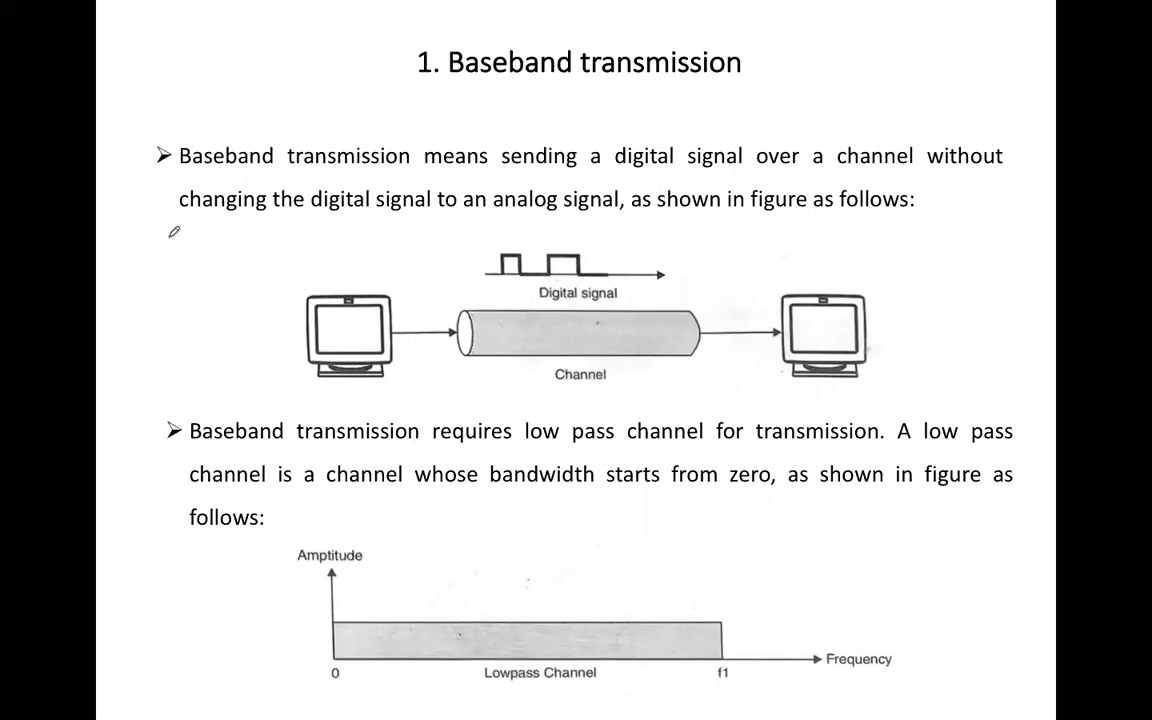 1. Baseband transmission
➢ Baseband transmission means sending a digital signal over a channel without
changing the digital signal to an analog signal, as shown in figure as follows:
Digital signal
Channel
➢ Baseband transmission requires low pass channel for transmission. A low pass
channel is a channel whose bandwidth starts from zero, as shown in figure as
follows:
Amptitude
Frequency
0 Lowpass Channel f1